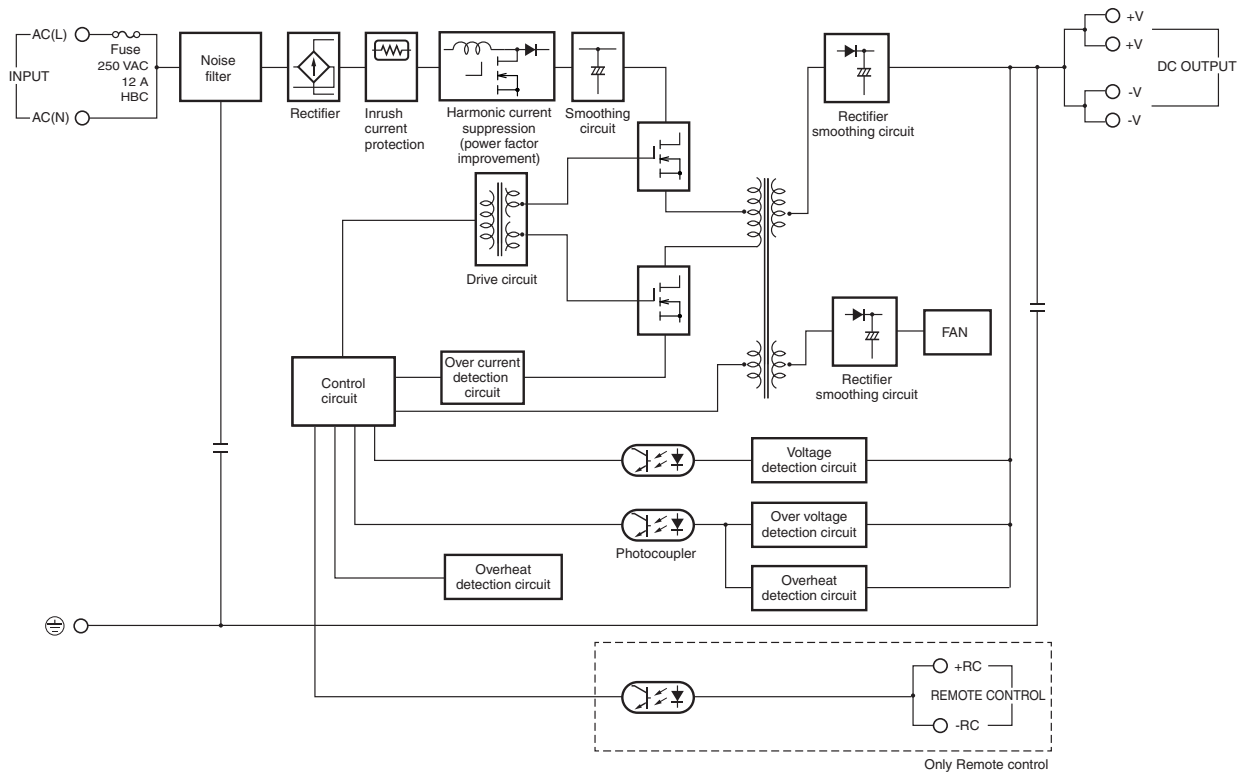 AC(L)
Fuse
250 VAC
12 A
HBC
INPUT
AC(N)
Noise
filter
Rectifier
Inrush
current
protection
Harmonic current
suppression
(power factor
improvement)
Smoothing
circuit
Rectifier
smoothing circuit
+V
+V
DC OUTPUT
-V
-V
Drive circuit
Control
circuit
Over current
detection
circuit
Rectifier
smoothing circuit
FAN
Voltage
detection circuit
Over voltage
detection circuit
Photocoupler
Overheat
detection circuit
Overheat
detection circuit
+RC
REMOTE CONTROL
-RC
Only Remote control